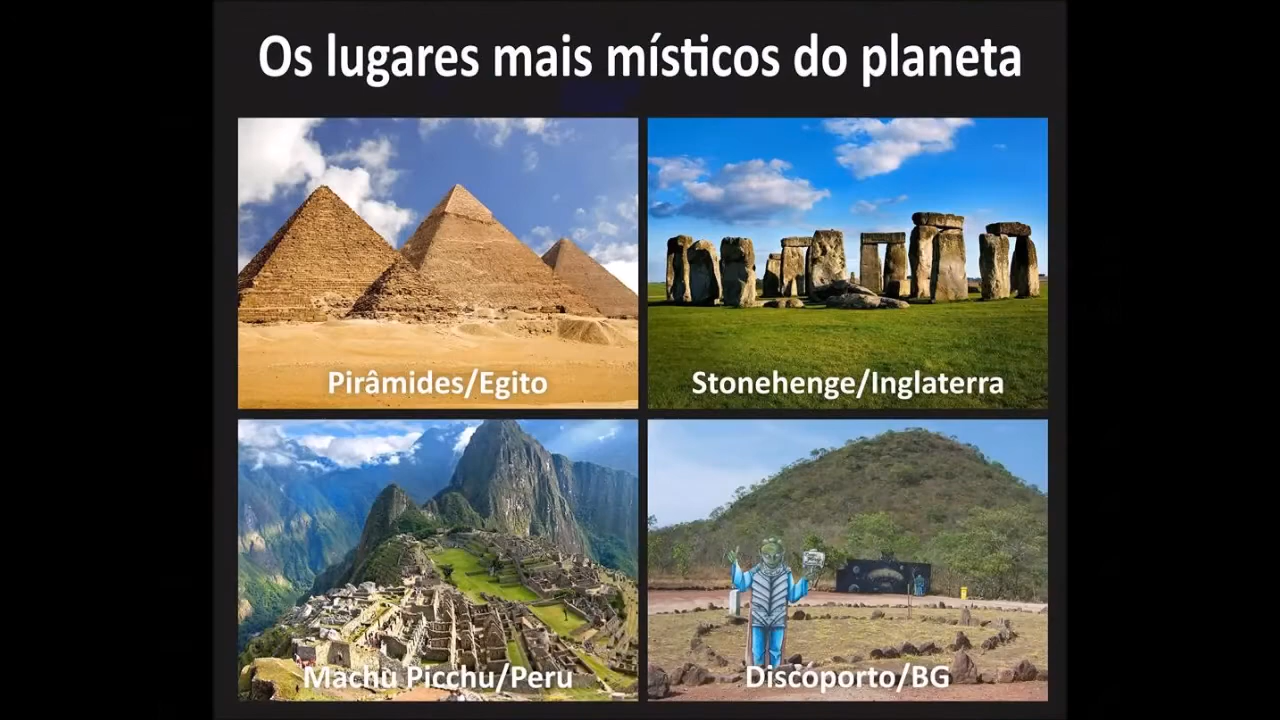 Os lugares mais místicos do planeta
Pirâmides/Egito
Stonehenge/Inglaterra
Machu Picchu/Peru
Discoporto/BG